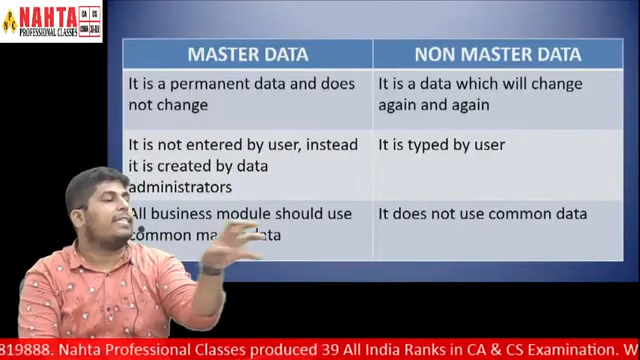 NAHTA
PROFESSIONAL CLASSES
CA
CS
MASTER DATA
NON MASTER DATA
It is a permanent data and does
not change
It is a data which will change
again and again
It is not entered by user, instead
it is created by data
administrators
It is typed by user
All business module should use
common data
It does not use common data
819888. Nahta Professional Classes produced 39 All India Ranks in CA & CS Examination. W